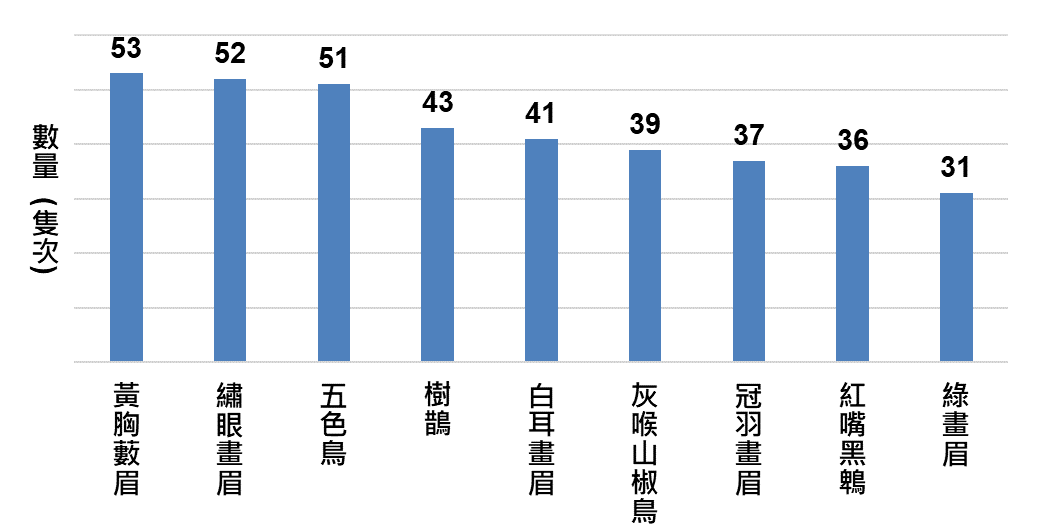 53
52
51
43
41
39
37
36
31
數量(隻次)
黃胸藪眉
繡眼畫眉
五色鳥
樹鵲
白耳畫眉
灰喉山椒鳥
冠羽畫眉
紅嘴黑鵯
綠畫眉